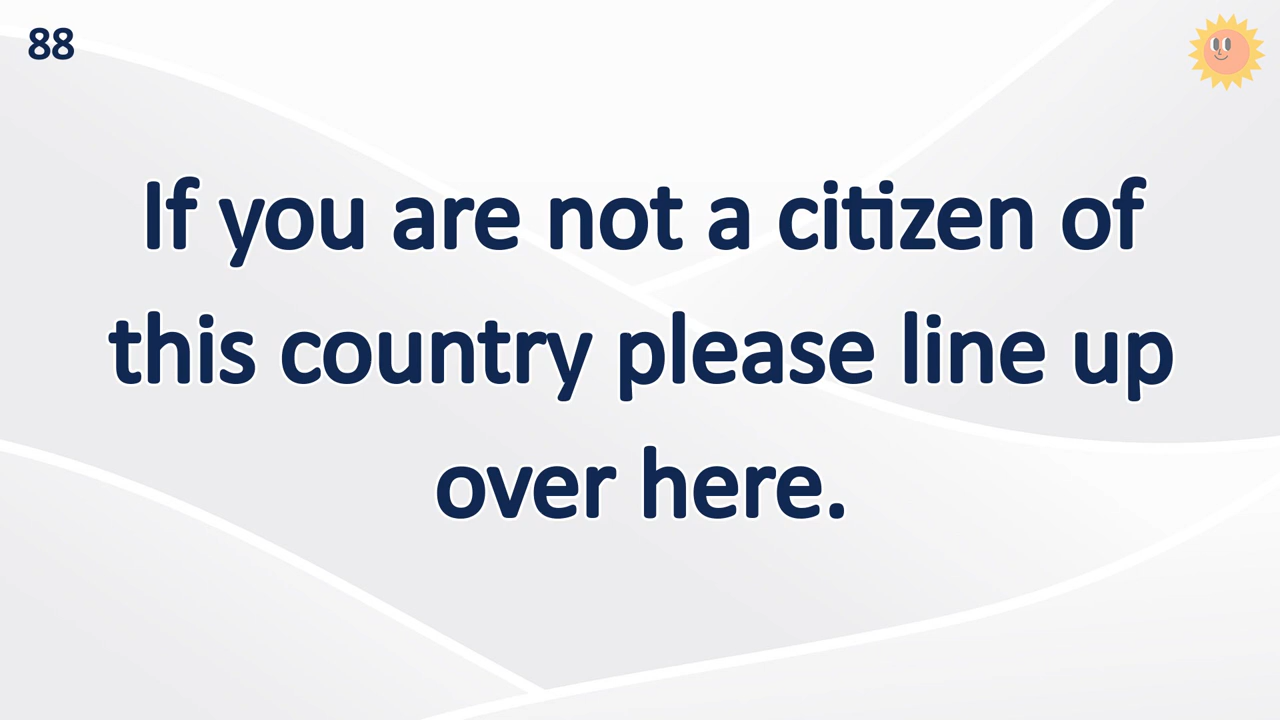 88
If you are not a citizen of
this country please line up
over here.